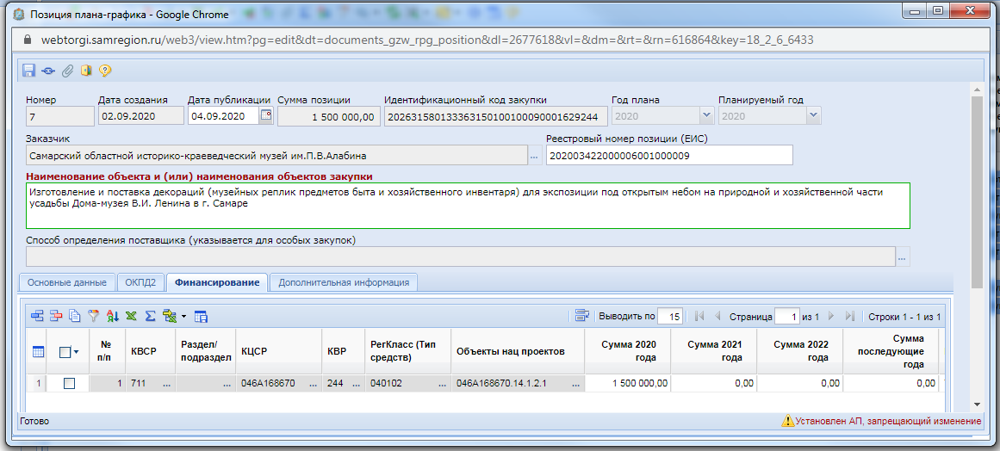 Позиция плана-графика - Google Chrome
webtorgi.samregion.ru/web3/view.htm?pg=edit&dt=documents_gzw_rpg_position&dl=2677618&vl=&dm=&rt=&rn=616864&key=18_2_6_6433
Номер Дата создания Дата публикации Сумма позиции Идентификационный код закупки Год плана Планируемый год
7 02.09.2020 04.09.2020 1 500 000,00 202631580133363150100100090001629244 2020 2020
Заказчик Реестровый номер позиции (ЕИС)
Самарский областной историко-краеведческий музей им.П.В.Алабина ... 202003422000006001000009
Наименование объекта и (или) наименования объектов закупки
Изготовление и поставка декораций (музейных реплик предметов быта и хозяйственного инвентаря) для экспозиции под открытым небом на природной и хозяйственной части
усадьбы Дома-музея В.И. Ленина в г. Самаре
Способ определения поставщика (указывается для особых закупок)
...
Основные данные ОКПД2 Финансирование Дополнительная информация
Выводить по 15 Страница 1 из 1 Строки 1 - 1 из 1
№ п/п КВСР Раздел/подраздел КЦСР КВР РегКласс (Тип средств) Объекты нац проектов Сумма 2020 года Сумма 2021 года Сумма 2022 года Сумма последующие года
1 1 711 ... ... 046A168670 ... 244 ... 040102 ... 046A168670.14.1.2.1 ... 1 500 000,00 0,00 0,00 0,00
Готово Установлен АП, запрещающий изменение